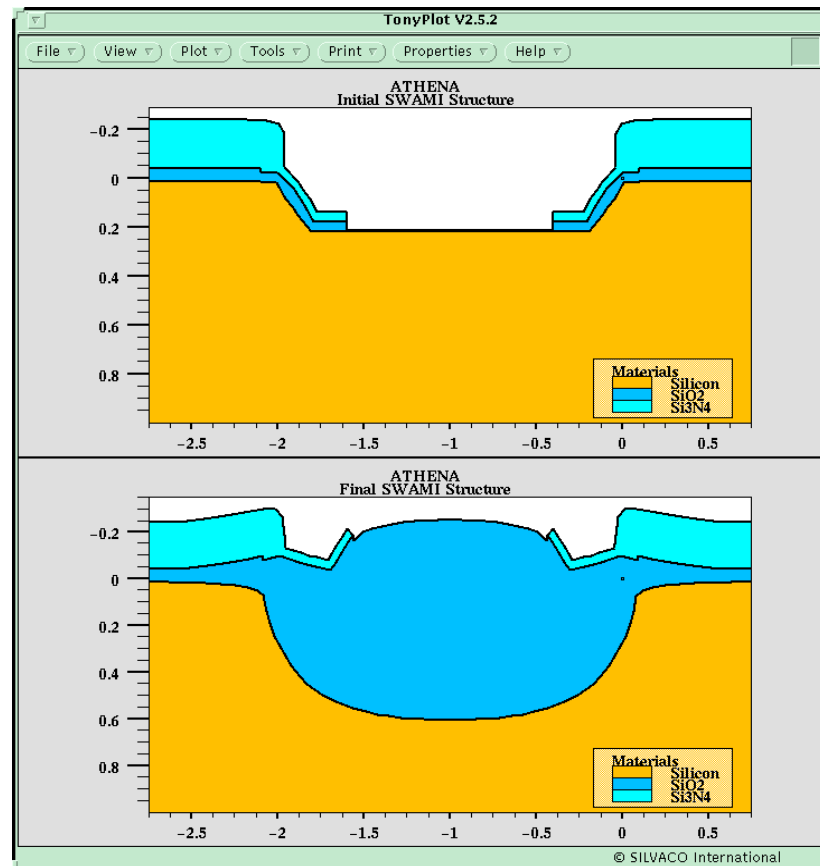 TonyPlot V2.5.2
File View Plot Tools Print Properties Help
ATHENA
Initial SWAMI Structure
-0.2
0
0.2
0.4
0.6
0.8
Materials
Silicon
SiO2
Si3N4
-2.5 -2 -1.5 -1 -0.5 0 0.5
ATHENA
Final SWAMI Structure
-0.2
0
0.2
0.4
0.6
0.8
Materials
Silicon
SiO2
Si3N4
-2.5 -2 -1.5 -1 -0.5 0 0.5
© SILVACO International